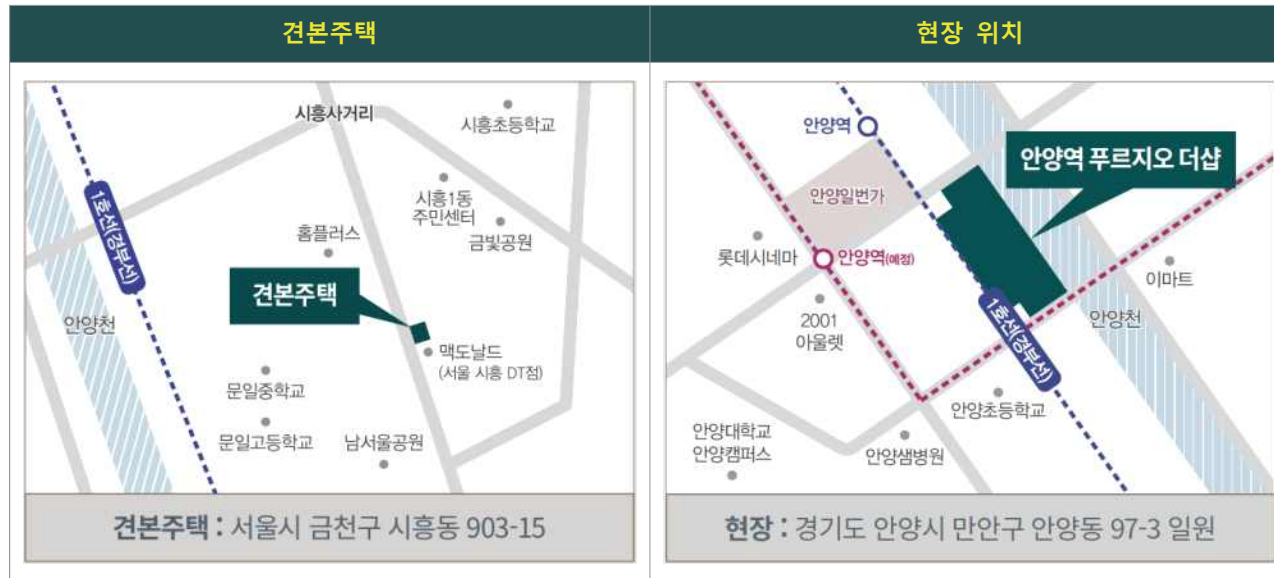 견본주택
현장 위치
시흥사거리
시흥초등학교
1호선(경부선)
시흥1동
주민센터
금빛공원
홈플러스
견본주택
안양천
맥도날드
(서울 시흥 DT점)
문일중학교
문일고등학교
남서울공원
견본주택 : 서울시 금천구 시흥동 903-15
안양역
안양역 푸르지오 더샵
안양일번가
롯데시네마
안양역(예정)
이마트
2001
아울렛
1호선(경부선)
안양천
안양초등학교
안양대학교
안양캠퍼스
안양샘병원
현장 : 경기도 안양시 만안구 안양동 97-3 일원